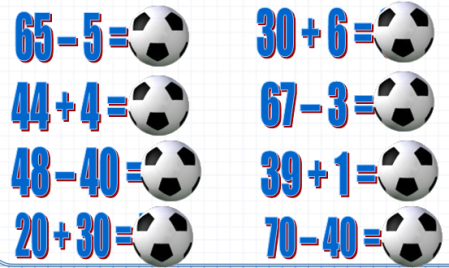 65 – 5 =
30 + 6 =
44 + 4 =
67 – 3 =
48 – 40 =
39 + 1 =
20 + 30 =
70 – 40 =